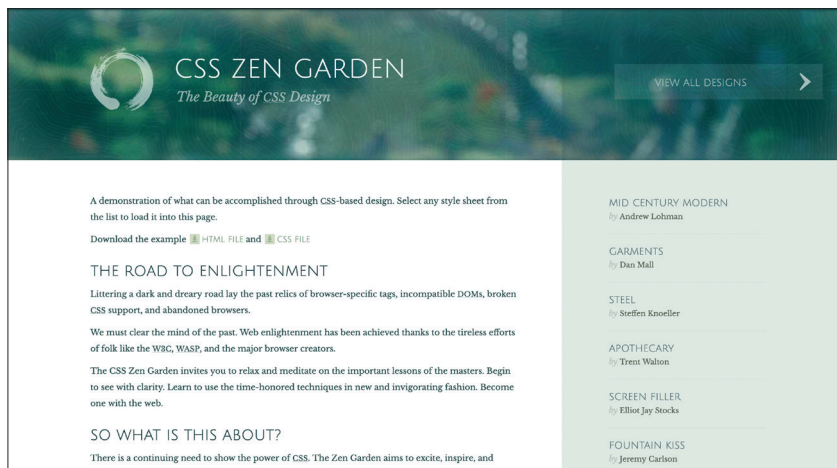 CSS ZEN GARDEN
The Beauty of CSS Design
VIEW ALL DESIGNS
A demonstration of what can be accomplished through CSS-based design. Select any style sheet from
the list to load it into this page.
Download the example HTML FILE and CSS FILE
THE ROAD TO ENLIGHTENMENT
Littering a dark and dreary road lay the past relics of browser-specific tags, incompatible DOMs, broken
CSS support, and abandoned browsers.
We must clear the mind of the past. Web enlightenment has been achieved thanks to the tireless efforts
of folk like the W3C, WASP, and the major browser creators.
The CSS Zen Garden invites you to relax and meditate on the important lessons of the masters. Begin
to see with clarity. Learn to use the time-honored techniques in new and invigorating fashion. Become
one with the web.
SO WHAT IS THIS ABOUT?
There is a continuing need to show the power of CSS. The Zen Garden aims to excite, inspire, and
MID CENTURY MODERN
by Andrew Lohman
GARMENTS
by Dan Mall
STEEL
by Steffen Knoeller
APOTHECARY
by Trent Walton
SCREEN FILLER
by Elliot Jay Stocks
FOUNTAIN KISS
by Jeremy Carlson